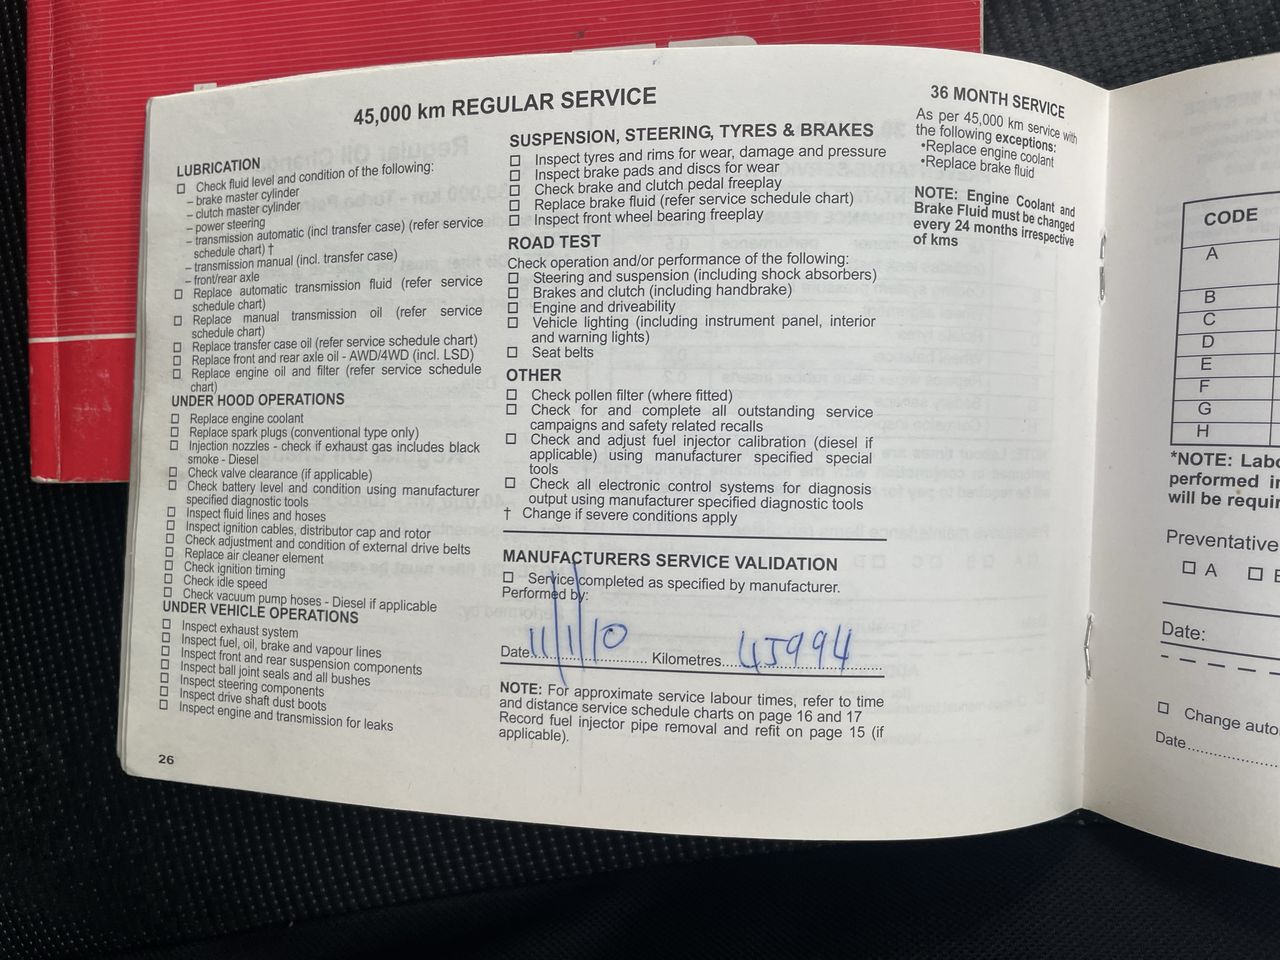 45,000 km REGULAR SERVICE
LUBRICATION
☐ Check fluid level and condition of the following:
– brake master cylinder
– clutch master cylinder
– power steering
– transmission automatic (incl transfer case) (refer service
schedule chart) †
– transmission manual (incl. transfer case)
– front/rear axle
☐ Replace automatic transmission fluid (refer service
schedule chart)
☐ Replace manual transmission oil (refer service
schedule chart)
☐ Replace transfer case oil (refer service schedule chart)
☐ Replace front and rear axle oil - AWD/4WD (incl. LSD)
☐ Replace engine oil and filter (refer service schedule
chart)
UNDER HOOD OPERATIONS
☐ Replace engine coolant
☐ Replace spark plugs (conventional type only)
☐ Injection nozzles - check if exhaust gas includes black
smoke - Diesel
☐ Check valve clearance (if applicable)
☐ Check battery level and condition using manufacturer
specified diagnostic tools
☐ Inspect fluid lines and hoses
☐ Inspect ignition cables, distributor cap and rotor
☐ Check adjustment and condition of external drive belts
☐ Replace air cleaner element
☐ Check ignition timing
☐ Check idle speed
☐ Check vacuum pump hoses - Diesel if applicable
UNDER VEHICLE OPERATIONS
☐ Inspect exhaust system
☐ Inspect fuel, oil, brake and vapour lines
☐ Inspect front and rear suspension components
☐ Inspect ball joint seals and all bushes
☐ Inspect steering components
☐ Inspect drive shaft dust boots
☐ Inspect engine and transmission for leaks
26
SUSPENSION, STEERING, TYRES & BRAKES
☐ Inspect tyres and rims for wear, damage and pressure
☐ Inspect brake pads and discs for wear
☐ Check brake and clutch pedal freeplay
☐ Replace brake fluid (refer service schedule chart)
☐ Inspect front wheel bearing freeplay
ROAD TEST
Check operation and/or performance of the following:
☐ Steering and suspension (including shock absorbers)
☐ Brakes and clutch (including handbrake)
☐ Engine and driveability
☐ Vehicle lighting (including instrument panel, interior
and warning lights)
☐ Seat belts
OTHER
☐ Check pollen filter (where fitted)
☐ Check for and complete all outstanding service
campaigns and safety related recalls
☐ Check and adjust fuel injector calibration (diesel if
applicable) using manufacturer specified special
tools
☐ Check all electronic control systems for diagnosis
output using manufacturer specified diagnostic tools
† Change if severe conditions apply
MANUFACTURERS SERVICE VALIDATION
☐ Service completed as specified by manufacturer.
Performed by:
Date 11/1/10 Kilometres 45994
NOTE: For approximate service labour times, refer to time
and distance service schedule charts on page 16 and 17
Record fuel injector pipe removal and refit on page 15 (if
applicable).
36 MONTH SERVICE
As per 45,000 km service with
the following exceptions:
•Replace engine coolant
•Replace brake fluid
NOTE: Engine Coolant and
Brake Fluid must be changed
every 24 months irrespective
of kms
CODE
A
B
C
D
E
F
G
H
*NOTE: Labo
performed in
will be requir
Preventative
☐ A ☐ B
Date:
☐ Change auto
Date